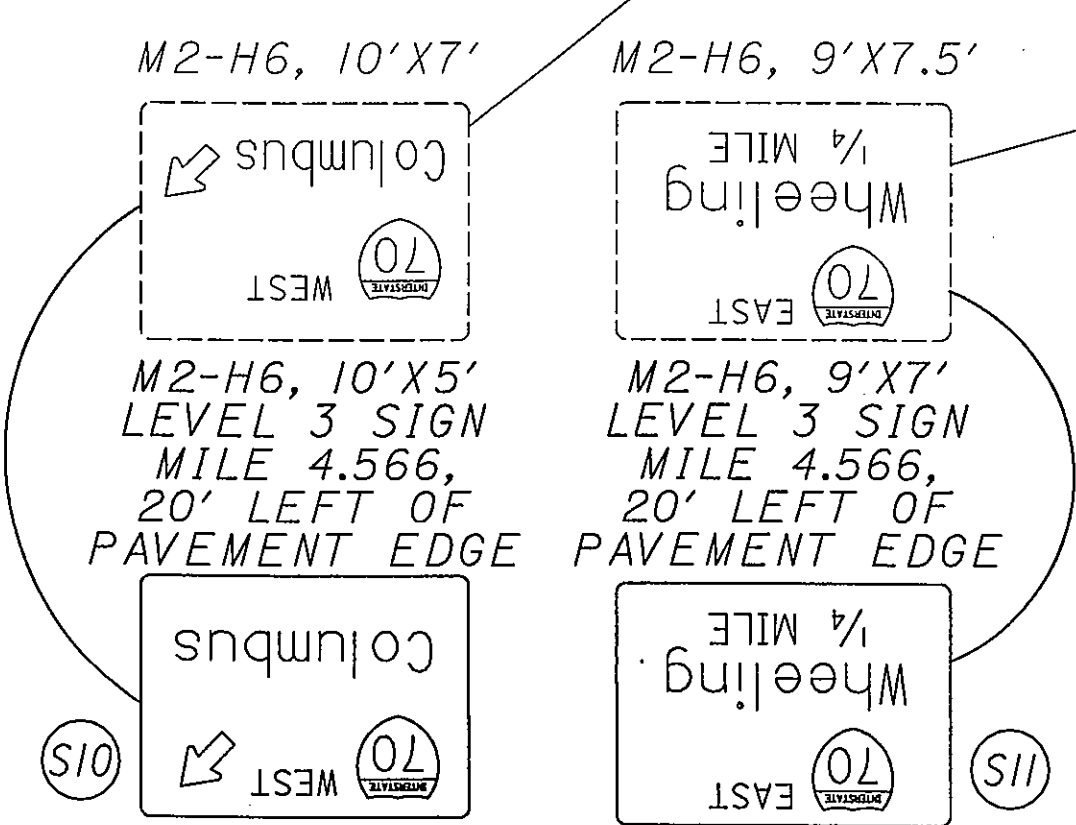 M2-H6, 10'X7'
WEST
INTERSTATE
70
Columbus
M2-H6, 10'X5'
LEVEL 3 SIGN
MILE 4.566,
20' LEFT OF
PAVEMENT EDGE
INTERSTATE
70 WEST
Columbus
S10
M2-H6, 9'X7.5'
INTERSTATE
70 EAST
Wheeling
1/4 MILE
M2-H6, 9'X7'
LEVEL 3 SIGN
MILE 4.566,
20' LEFT OF
PAVEMENT EDGE
INTERSTATE
70 EAST
Wheeling
1/4 MILE
S11